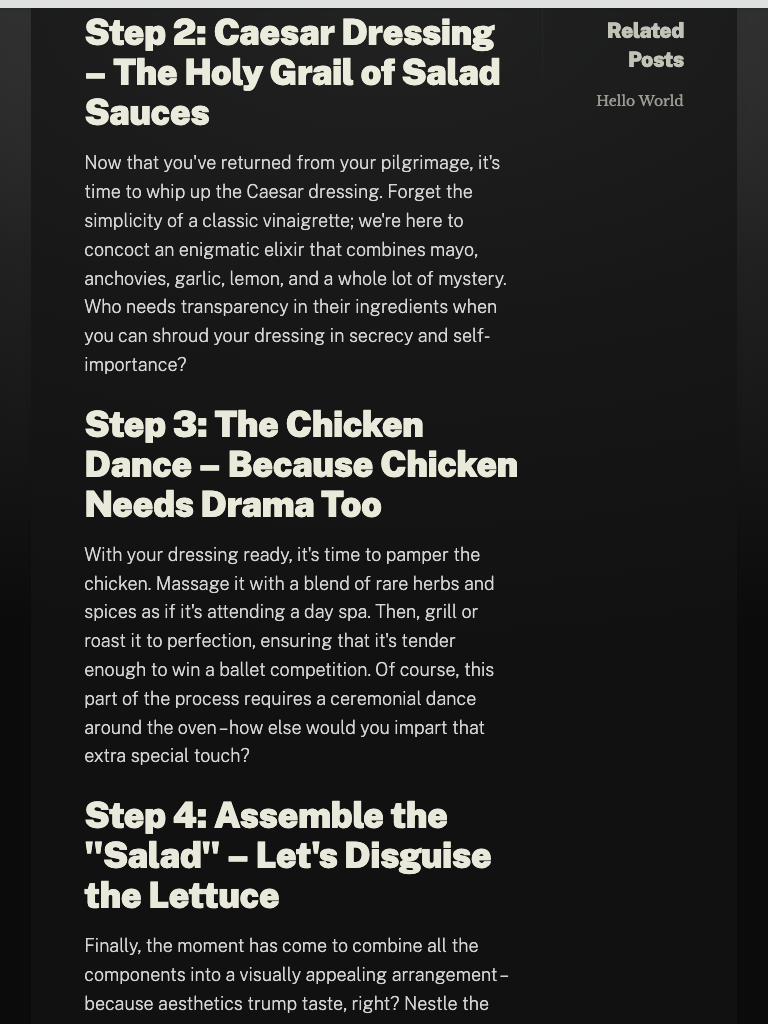 Step 2: Caesar Dressing
– The Holy Grail of Salad
Sauces
Now that you've returned from your pilgrimage, it's
time to whip up the Caesar dressing. Forget the
simplicity of a classic vinaigrette; we're here to
concoct an enigmatic elixir that combines mayo,
anchovies, garlic, lemon, and a whole lot of mystery.
Who needs transparency in their ingredients when
you can shroud your dressing in secrecy and self-
importance?
Step 3: The Chicken
Dance – Because Chicken
Needs Drama Too
With your dressing ready, it's time to pamper the
chicken. Massage it with a blend of rare herbs and
spices as if it's attending a day spa. Then, grill or
roast it to perfection, ensuring that it's tender
enough to win a ballet competition. Of course, this
part of the process requires a ceremonial dance
around the oven–how else would you impart that
extra special touch?
Step 4: Assemble the
"Salad" – Let's Disguise
the Lettuce
Finally, the moment has come to combine all the
components into a visually appealing arrangement–
because aesthetics trump taste, right? Nestle the
Related
Posts
Hello World